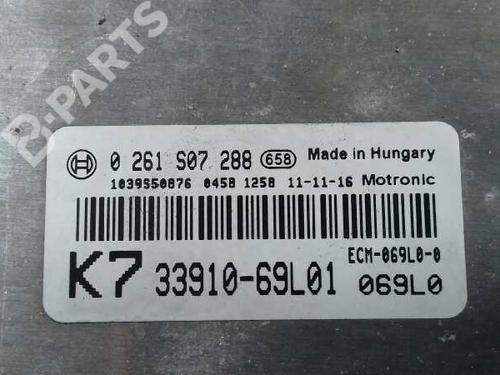 B-PARTS
0 261 S07 288 658 Made in Hungary
1039S50876 0458 1258 11-11-16 Motronic
K7 33910-69L01 ECM-069L0-0
069L0